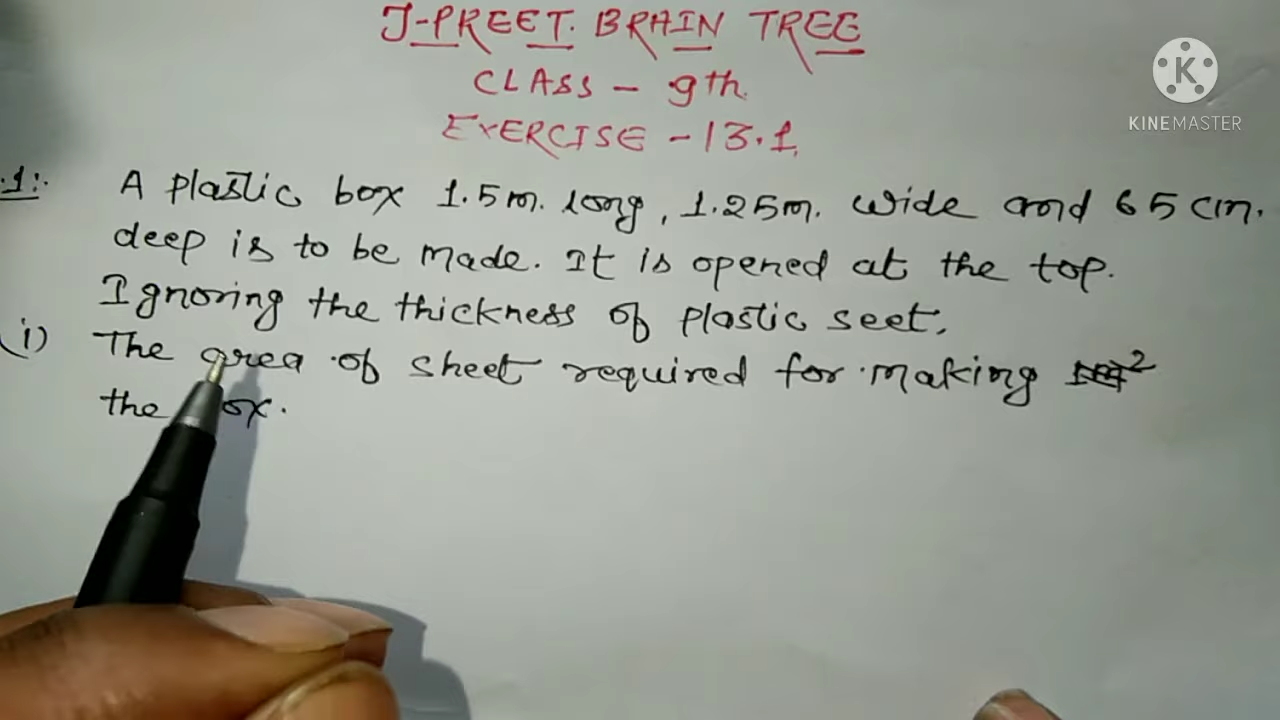 J-PREET. BRAIN TREE
CLASS - 9th.
EXERCISE - 13.1.
K
KINEMASTER
.1:. A plastic box 1.5m. long, 1.25m. wide and 65 cm.
deep is to be made. It is opened at the top.
Ignoring the thickness of plastic seet.
(i) The area of sheet required for making
the box.